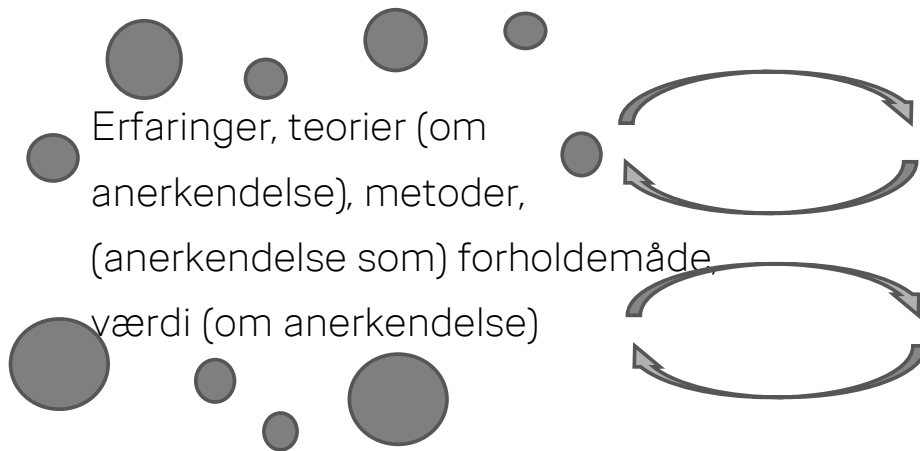 Erfaringer, teorier (om
anerkendelse), metoder,
(anerkendelse som) forholdemåde,
værdi (om anerkendelse)